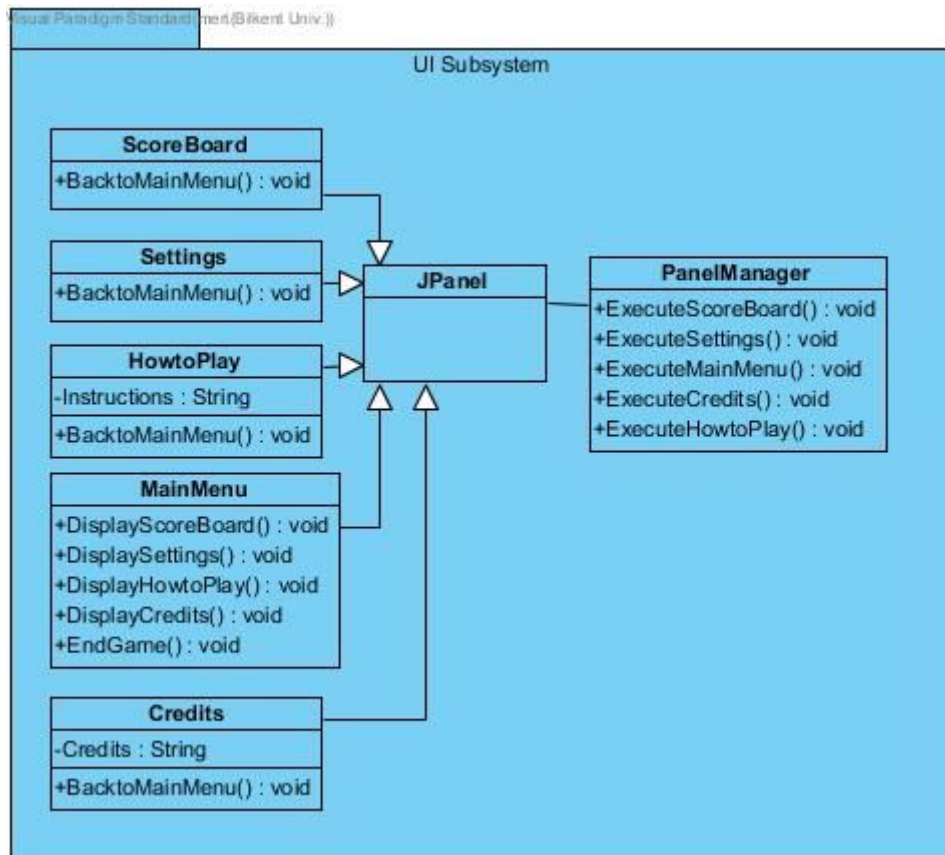 Visual Paradigm Standard(mert(Bilkent Univ.))
UI Subsystem
ScoreBoard
+BacktoMainMenu() : void
Settings
+BacktoMainMenu() : void
HowtoPlay
-Instructions : String
+BacktoMainMenu() : void
MainMenu
+DisplayScoreBoard() : void
+DisplaySettings() : void
+DisplayHowtoPlay() : void
+DisplayCredits() : void
+EndGame() : void
Credits
-Credits : String
+BacktoMainMenu() : void
JPanel
PanelManager
+ExecuteScoreBoard() : void
+ExecuteSettings() : void
+ExecuteMainMenu() : void
+ExecuteCredits() : void
+ExecuteHowtoPlay() : void